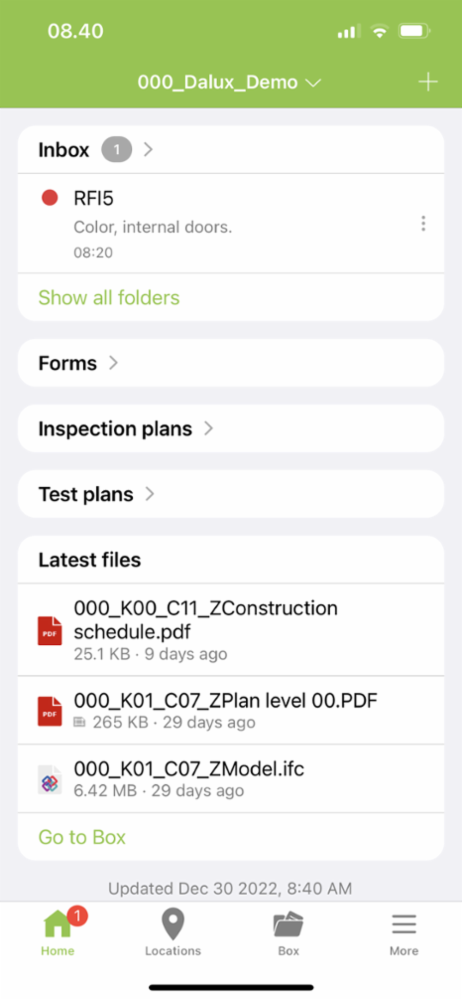 08.40
000_Dalux_Demo
Inbox 1
RFI5
Color, internal doors.
08:20
Show all folders
Forms
Inspection plans
Test plans
Latest files
000_K00_C11_ZConstruction
schedule.pdf
PDF
25.1 KB · 9 days ago
000_K01_C07_ZPlan level 00.PDF
PDF
265 KB · 29 days ago
000_K01_C07_ZModel.ifc
6.42 MB · 29 days ago
Go to Box
Updated Dec 30 2022, 8:40 AM
1
Home Locations Box More